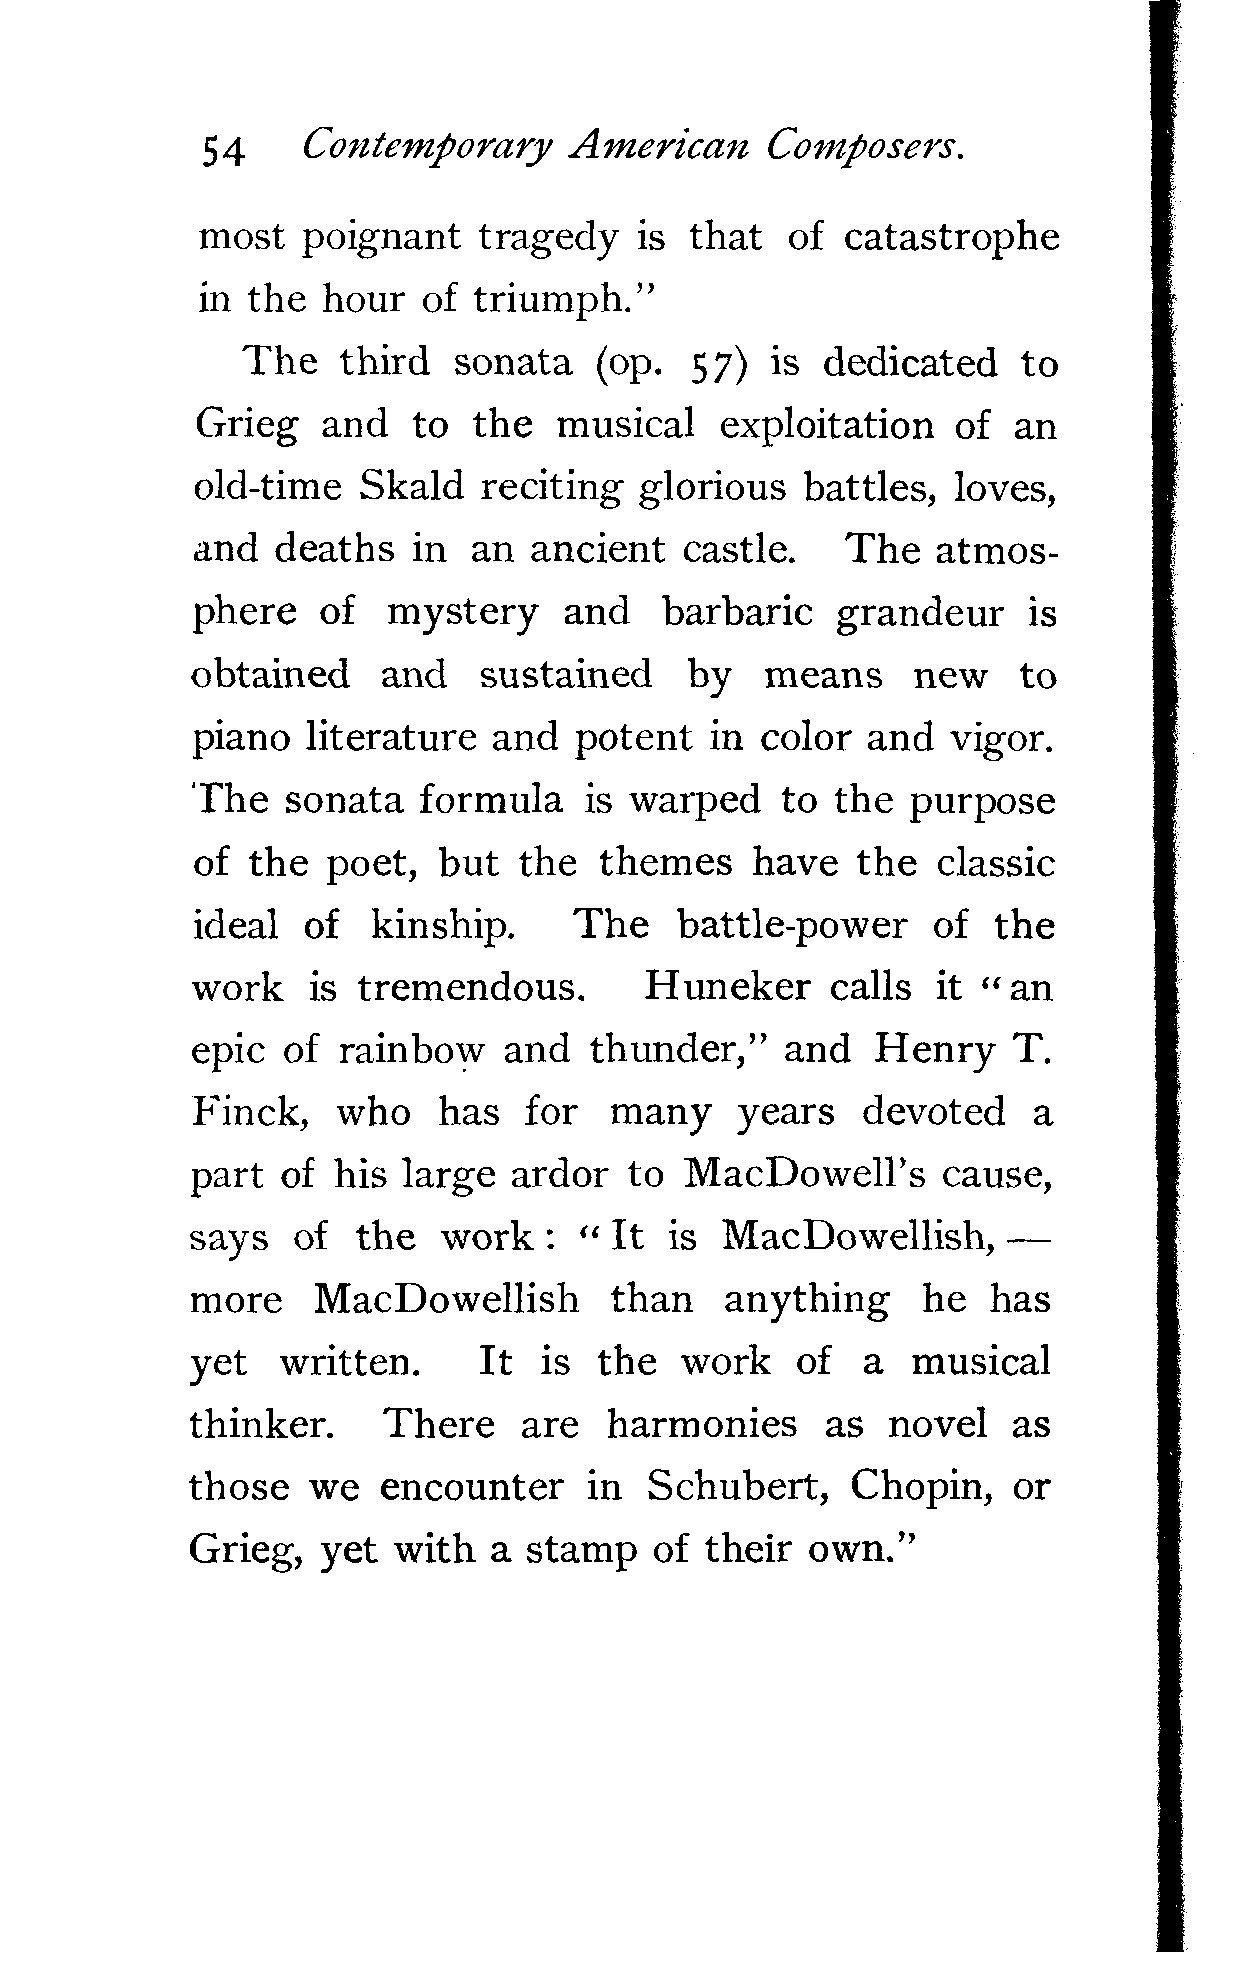 54 Contemporary American Composers.
most poignant tragedy is that of catastrophe
in the hour of triumph."
The third sonata (op. 57) is dedicated to
Grieg and to the musical exploitation of an
old-time Skald reciting glorious battles, loves,
and deaths in an ancient castle. The atmos-
phere of mystery and barbaric grandeur is
obtained and sustained by means new to
piano literature and potent in color and vigor.
The sonata formula is warped to the purpose
of the poet, but the themes have the classic
ideal of kinship. The battle-power of the
work is tremendous. Huneker calls it "an
epic of rainbow and thunder," and Henry T.
Finck, who has for many years devoted a
part of his large ardor to MacDowell's cause,
says of the work: "It is MacDowellish,—
more MacDowellish than anything he has
yet written. It is the work of a musical
thinker. There are harmonies as novel as
those we encounter in Schubert, Chopin, or
Grieg, yet with a stamp of their own."